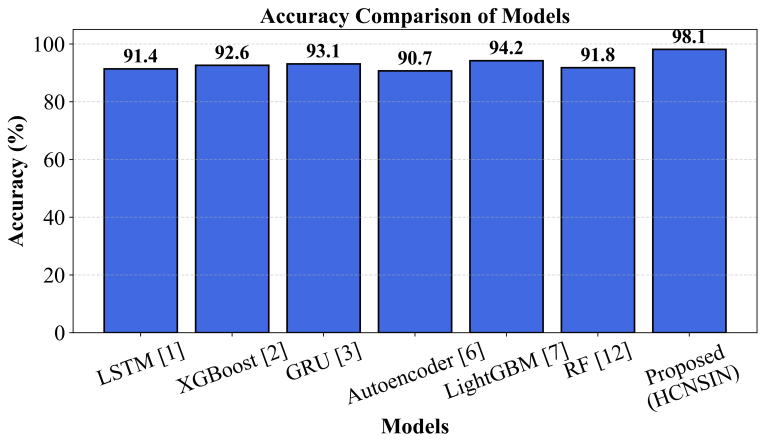 Accuracy Comparison of Models
Accuracy (%)
100
80
60
40
20
0
91.4
92.6
93.1
90.7
94.2
91.8
98.1
LSTM [1]
XGBoost [2]
GRU [3]
Autoencoder [6]
LightGBM [7]
RF [12]
Proposed
(HCNSIN)
Models